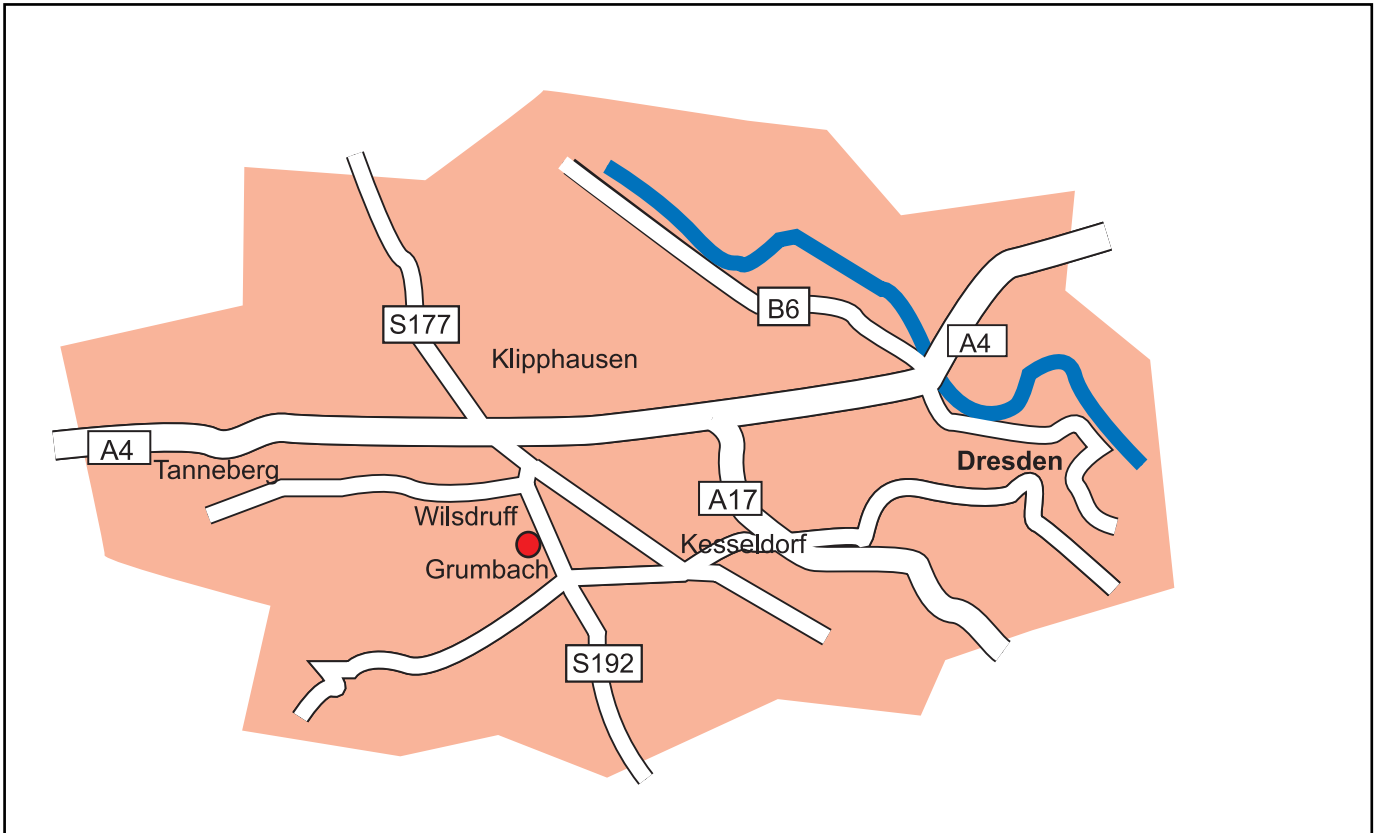 B6
S177
A4
Klipphausen
A4
Dresden
Tanneberg
A17
Wilsdruff
Kesseldorf
Grumbach
S192